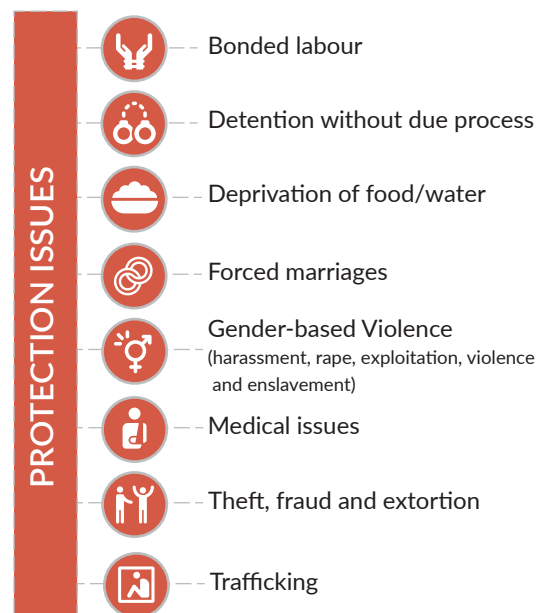 PROTECTION ISSUES
Bonded labour
Detention without due process
Deprivation of food/water
Forced marriages
Gender-based Violence
(harassment, rape, exploitation, violence
and enslavement)
Medical issues
Theft, fraud and extortion
Trafficking